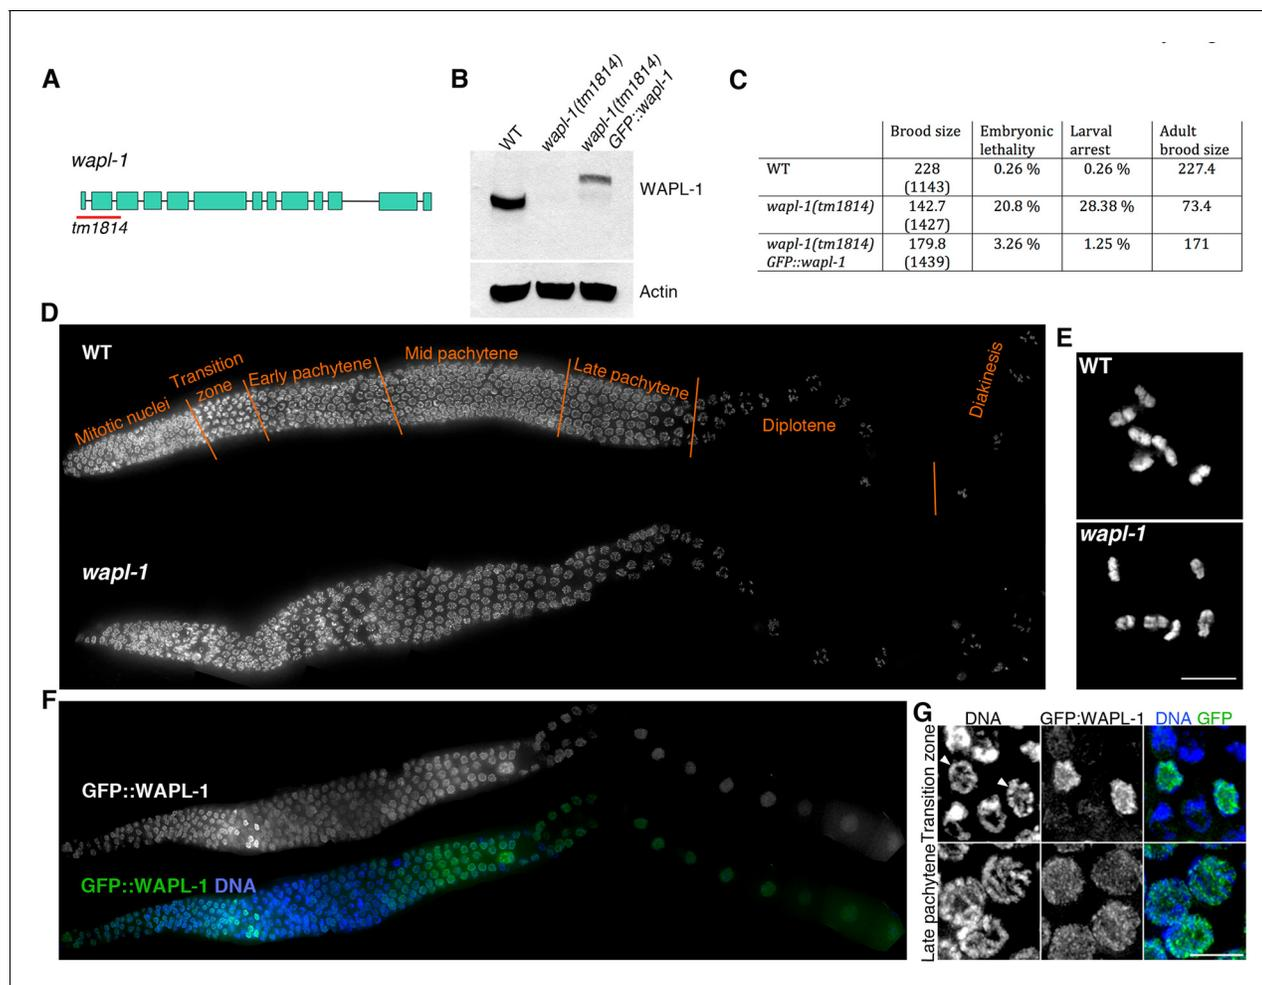 A
wapl-1
tm1814
B
WT
wapl-1(tm1814)
wapl-1(tm1814)
GFP::wapl-1
WAPL-1
Actin
C
Brood size
Embryonic lethality
Larval arrest
Adult brood size
WT
228 (1143)
0.26 %
0.26 %
227.4
wapl-1(tm1814)
142.7 (1427)
20.8 %
28.38 %
73.4
wapl-1(tm1814) GFP::wapl-1
179.8 (1439)
3.26 %
1.25 %
171
D
WT
Mitotic nuclei
Transition zone
Early pachytene
Mid pachytene
Late pachytene
Diplotene
Diakinesis
wapl-1
E
WT
wapl-1
F
GFP::WAPL-1
GFP::WAPL-1 DNA
G
DNA
GFP:WAPL-1
DNA GFP
Transition zone
Late pachytene